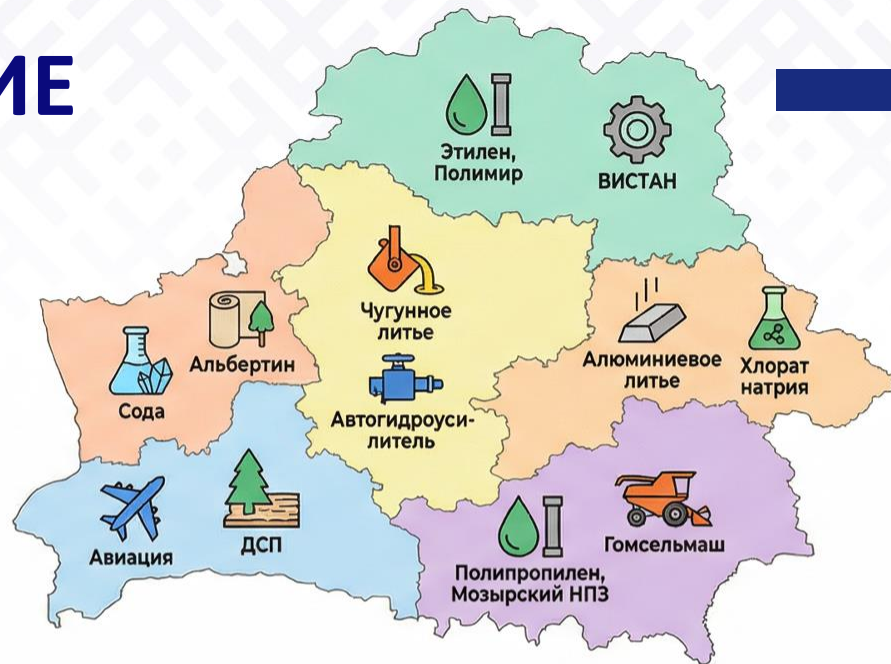 ИЕ
Этилен,
Полимир
ВИСТАН
Чугунное
литье
Альбертин
Сода
Автогидроуси-
литель
Алюминиевое
литье
Хлорат
натрия
Авиация
ДСП
Полипропилен,
Мозырский НПЗ
Гомсельмаш